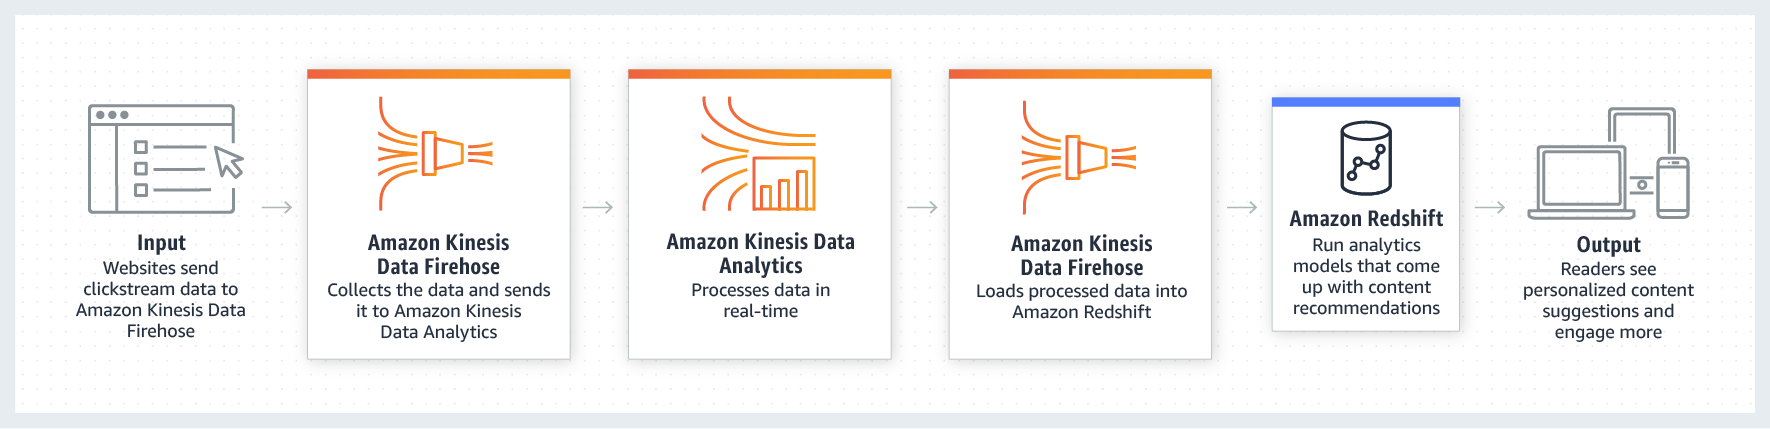 Input
Websites send
clickstream data to
Amazon Kinesis Data
Firehose
Amazon Kinesis
Data Firehose
Collects the data and sends
it to Amazon Kinesis
Data Analytics
Amazon Kinesis Data
Analytics
Processes data in
real-time
Amazon Kinesis
Data Firehose
Loads processed data into
Amazon Redshift
Amazon Redshift
Run analytics
models that come
up with content
recommendations
Output
Readers see
personalized content
suggestions and
engage more